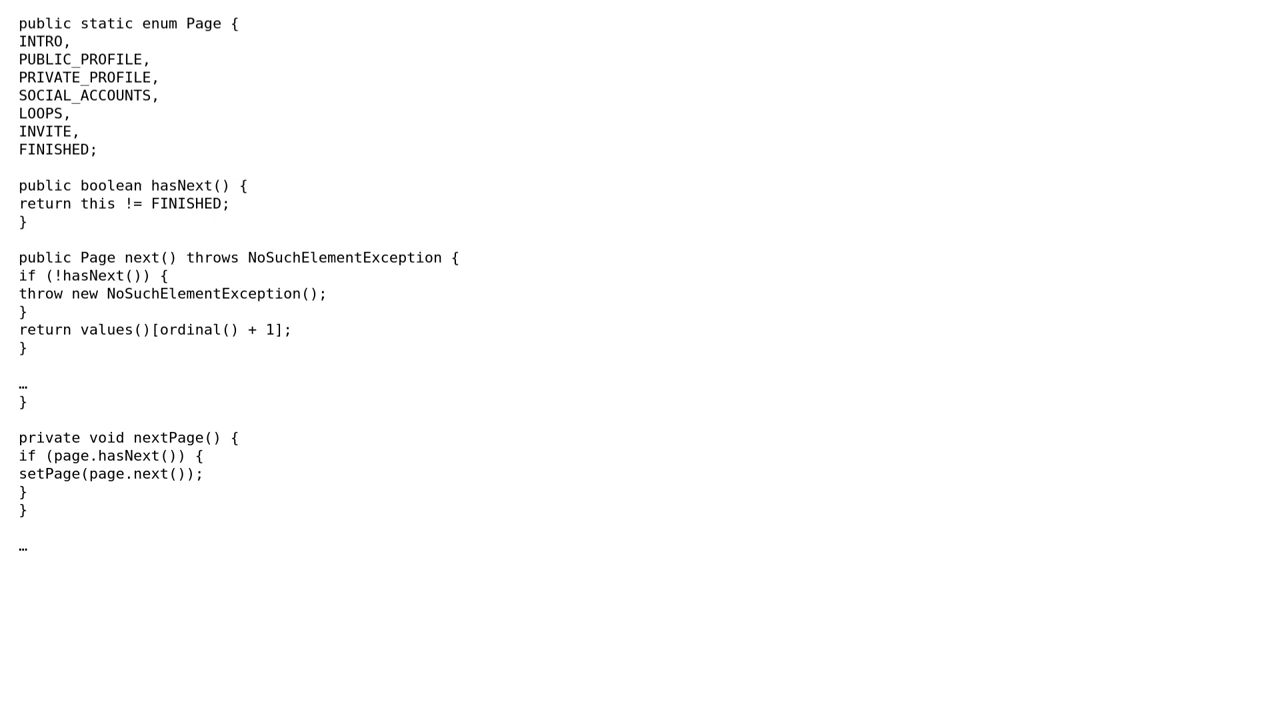 public static enum Page {
INTRO,
PUBLIC_PROFILE,
PRIVATE_PROFILE,
SOCIAL_ACCOUNTS,
LOOPS,
INVITE,
FINISHED;

public boolean hasNext() {
return this != FINISHED;
}

public Page next() throws NoSuchElementException {
if (!hasNext()) {
throw new NoSuchElementException();
}
return values()[ordinal() + 1];
}

…
}

private void nextPage() {
if (page.hasNext()) {
setPage(page.next());
}
}

…